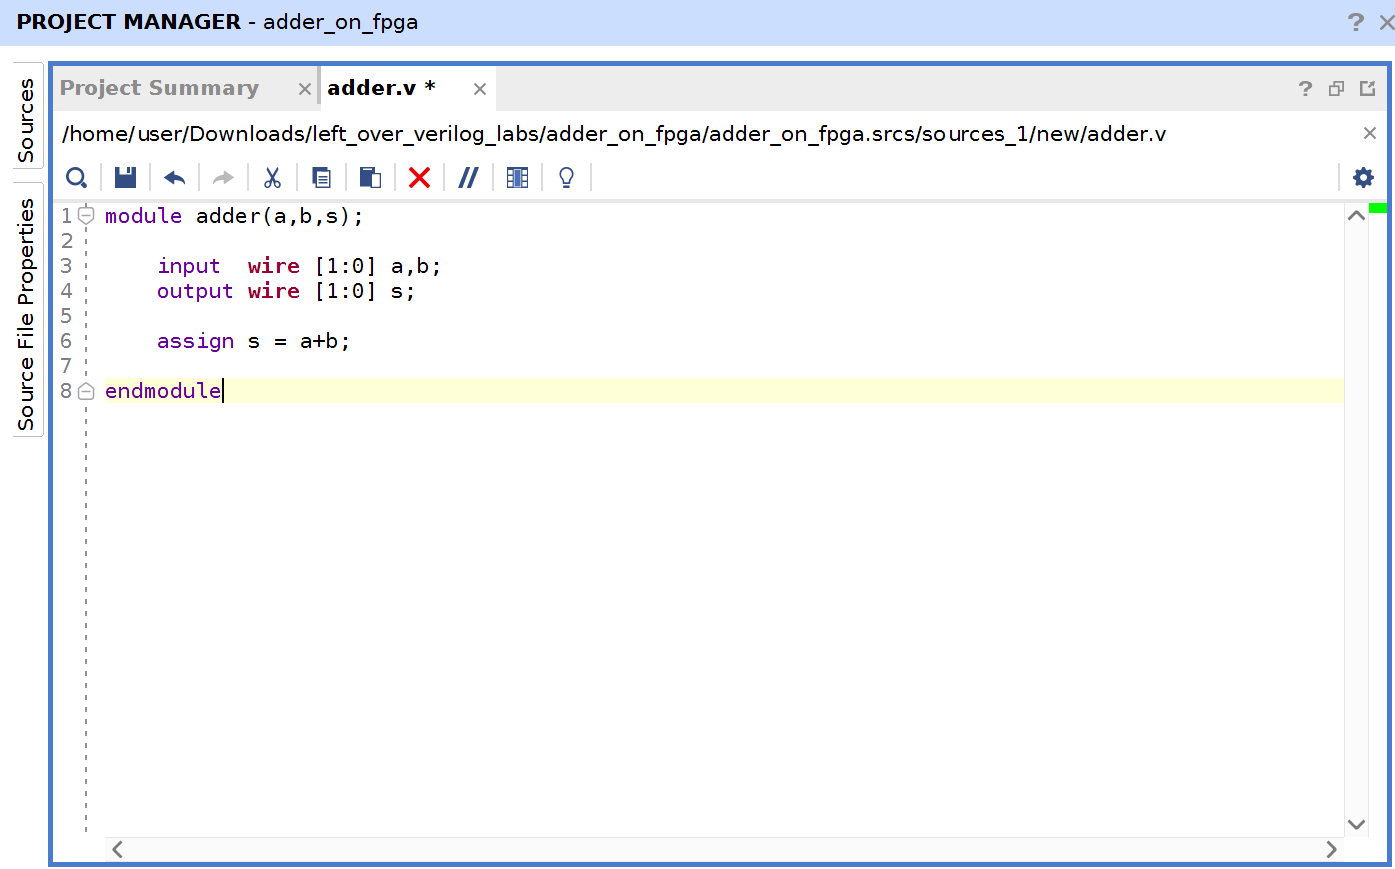 PROJECT MANAGER - adder_on_fpga
Sources
Source File Properties
Project Summary
adder.v *
/home/user/Downloads/left_over_verilog_labs/adder_on_fpga/adder_on_fpga.srcs/sources_1/new/adder.v
1 module adder(a,b,s);
2
3     input  wire [1:0] a,b;
4     output wire [1:0] s;
5
6     assign s = a+b;
7
8 endmodule